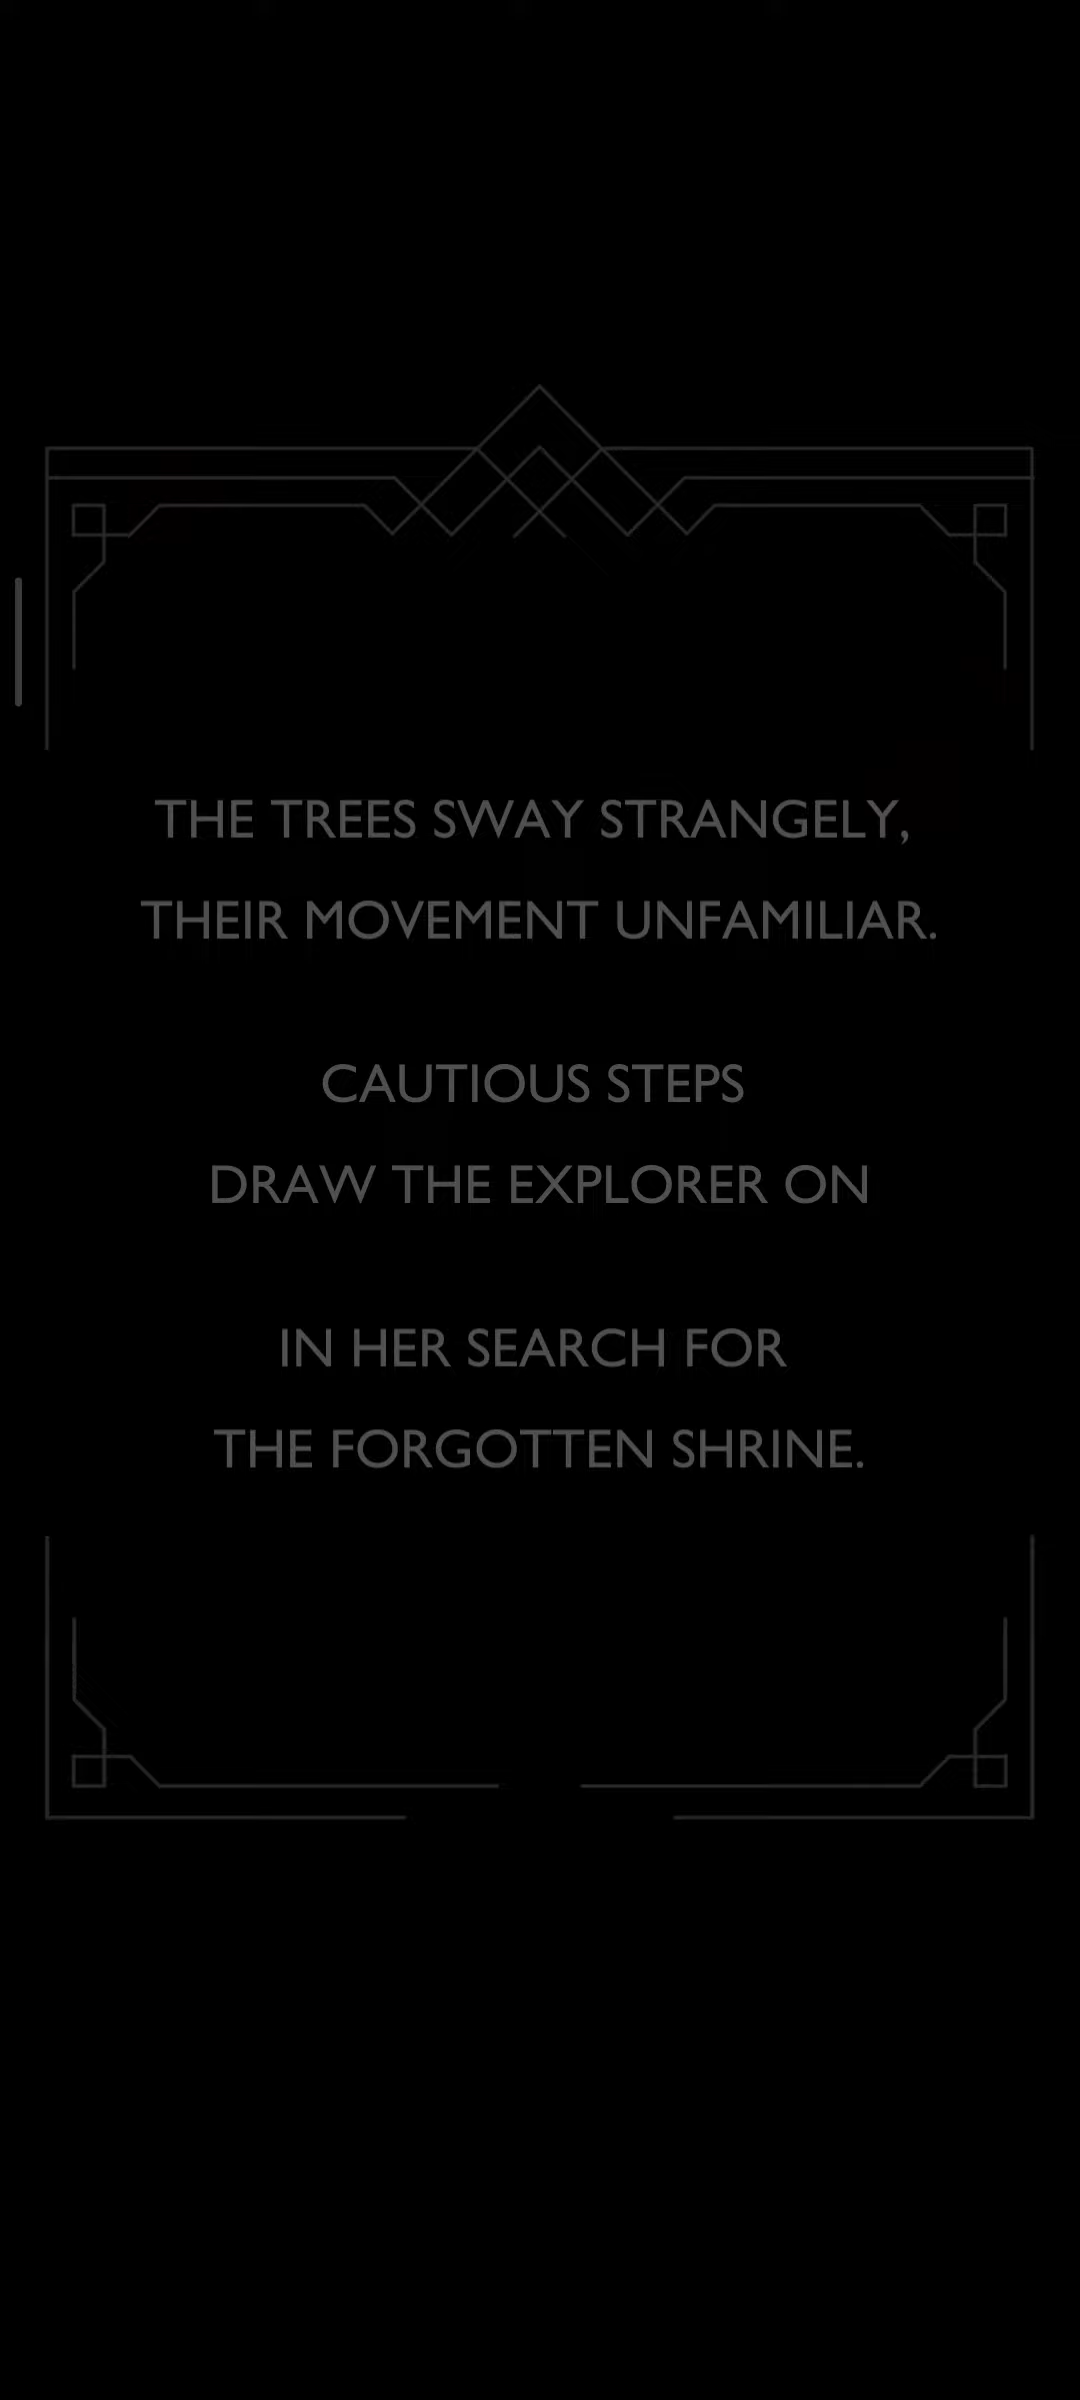 THE TREES SWAY STRANGELY,
THEIR MOVEMENT UNFAMILIAR.
CAUTIOUS STEPS
DRAW THE EXPLORER ON
IN HER SEARCH FOR
THE FORGOTTEN SHRINE.